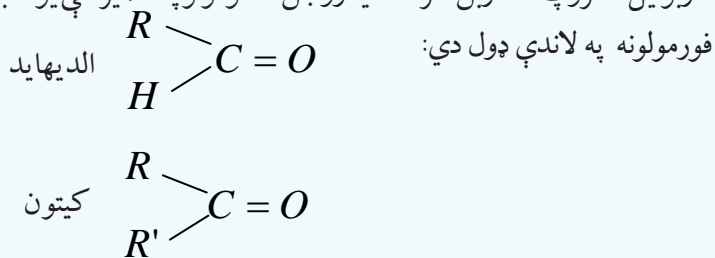 فورمولونه په لاندې ډول دي:
R
C = O الديهايد
H
R
C = O کيتون
R'